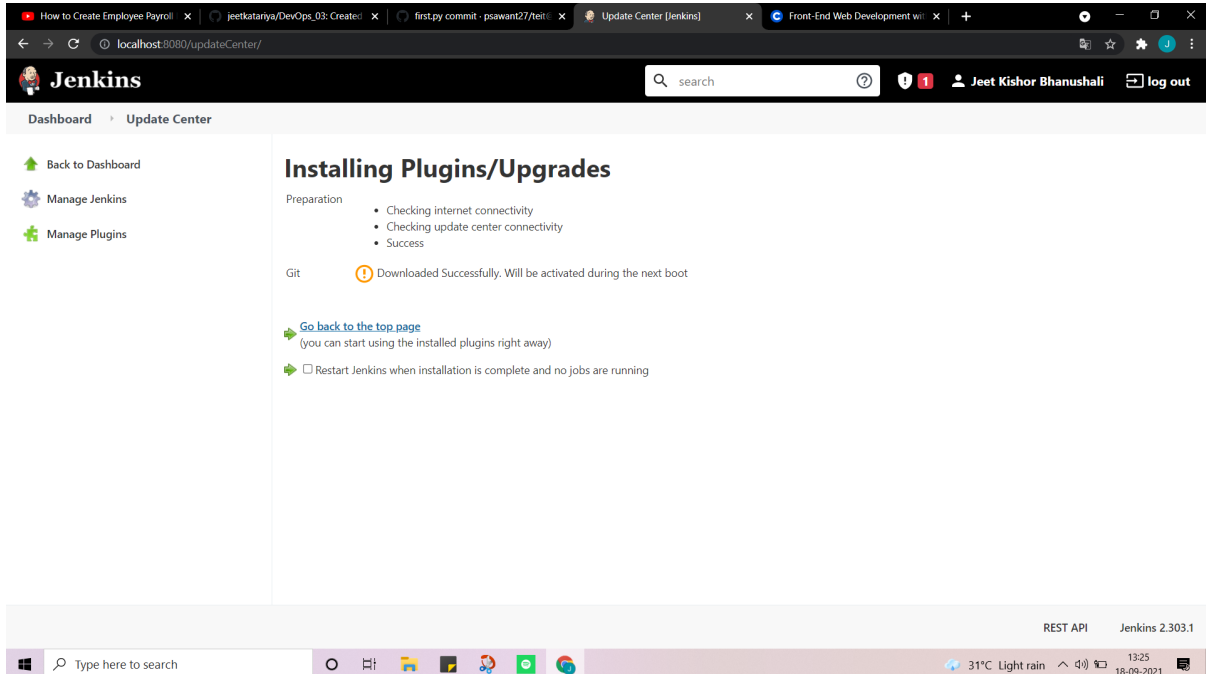 How to Create Employee Payroll
jeetkatariya/DevOps_03: Created
first.py commit · psawant27/teit
Update Center [Jenkins]
Front-End Web Development wit
localhost:8080/updateCenter/
J
Jenkins
search
1
Jeet Kishor Bhanushali
log out
Dashboard
Update Center
Back to Dashboard
Manage Jenkins
Manage Plugins
Installing Plugins/Upgrades
Preparation
Checking internet connectivity
Checking update center connectivity
Success
Git
Downloaded Successfully. Will be activated during the next boot
Go back to the top page
(you can start using the installed plugins right away)
Restart Jenkins when installation is complete and no jobs are running
REST API
Jenkins 2.303.1
Type here to search
31°C Light rain
13:25
18-09-2021